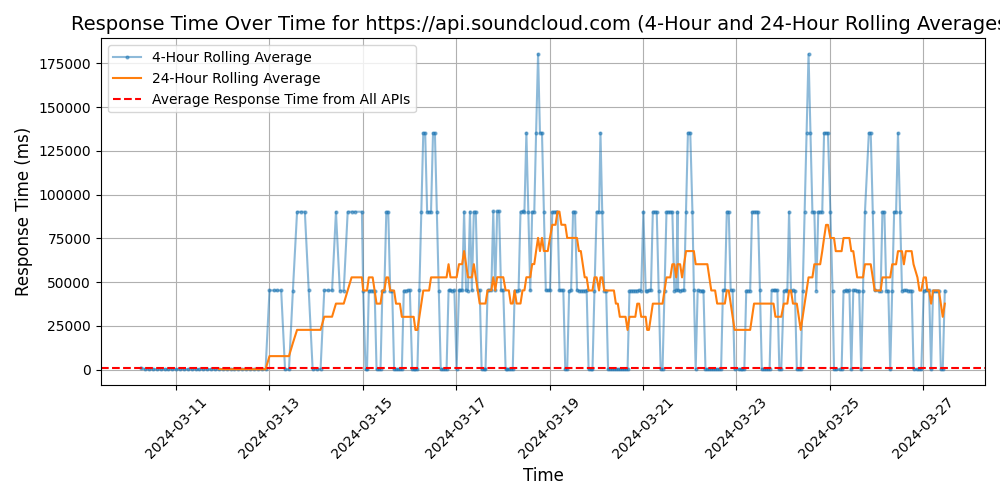 Response Time Over Time for https://api.soundcloud.com (4-Hour and 24-Hour Rolling Averages
4-Hour Rolling Average
24-Hour Rolling Average
Average Response Time from All APIs
Response Time (ms)
175000
150000
125000
100000
75000
50000
25000
0
2024-03-11
2024-03-13
2024-03-15
2024-03-17
2024-03-19
2024-03-21
2024-03-23
2024-03-25
2024-03-27
Time